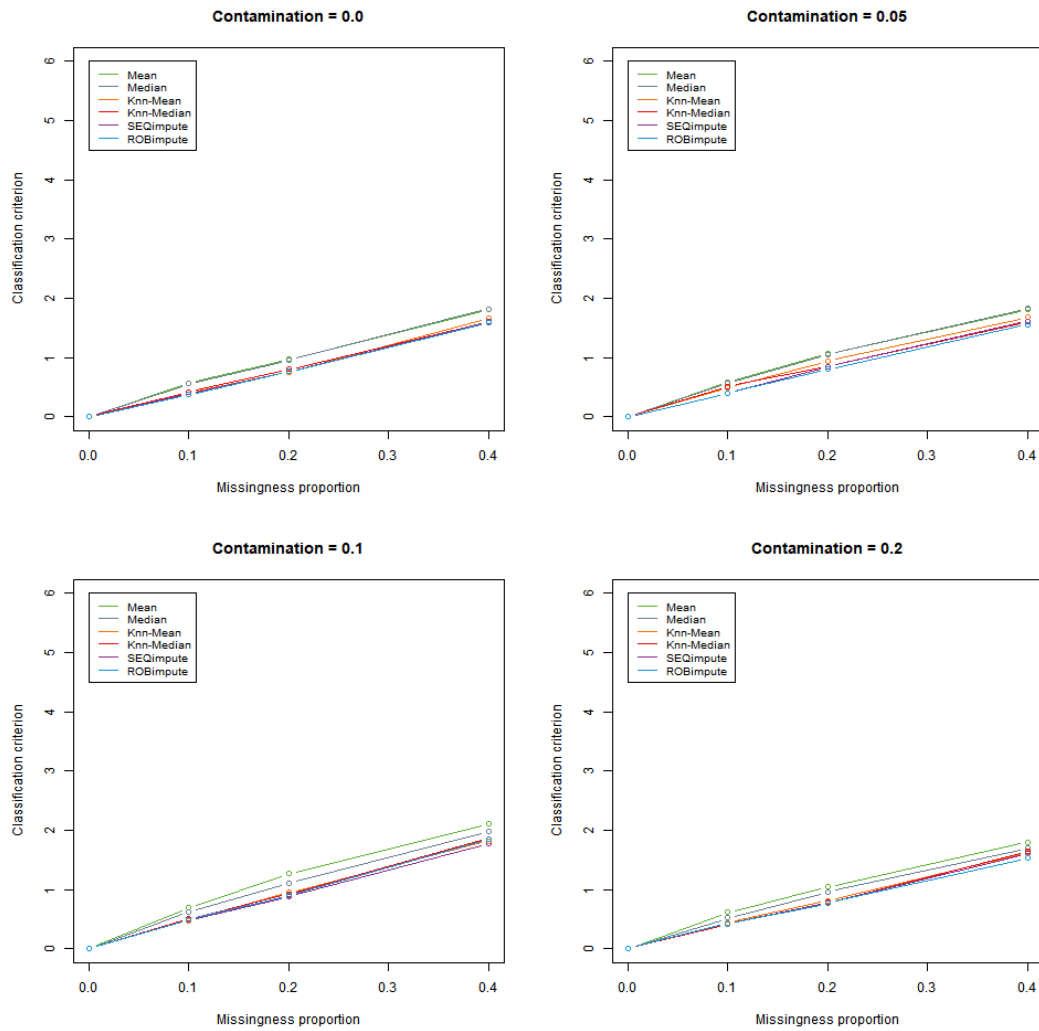 Contamination = 0.0
6
5
4
3
2
1
0
Classification criterion
Mean
Median
Knn-Mean
Knn-Median
SEQimpute
ROBimpute
0.0 0.1 0.2 0.3 0.4
Missingness proportion
Contamination = 0.05
6
5
4
3
2
1
0
Classification criterion
Mean
Median
Knn-Mean
Knn-Median
SEQimpute
ROBimpute
0.0 0.1 0.2 0.3 0.4
Missingness proportion
Contamination = 0.1
6
5
4
3
2
1
0
Classification criterion
Mean
Median
Knn-Mean
Knn-Median
SEQimpute
ROBimpute
0.0 0.1 0.2 0.3 0.4
Missingness proportion
Contamination = 0.2
6
5
4
3
2
1
0
Classification criterion
Mean
Median
Knn-Mean
Knn-Median
SEQimpute
ROBimpute
0.0 0.1 0.2 0.3 0.4
Missingness proportion